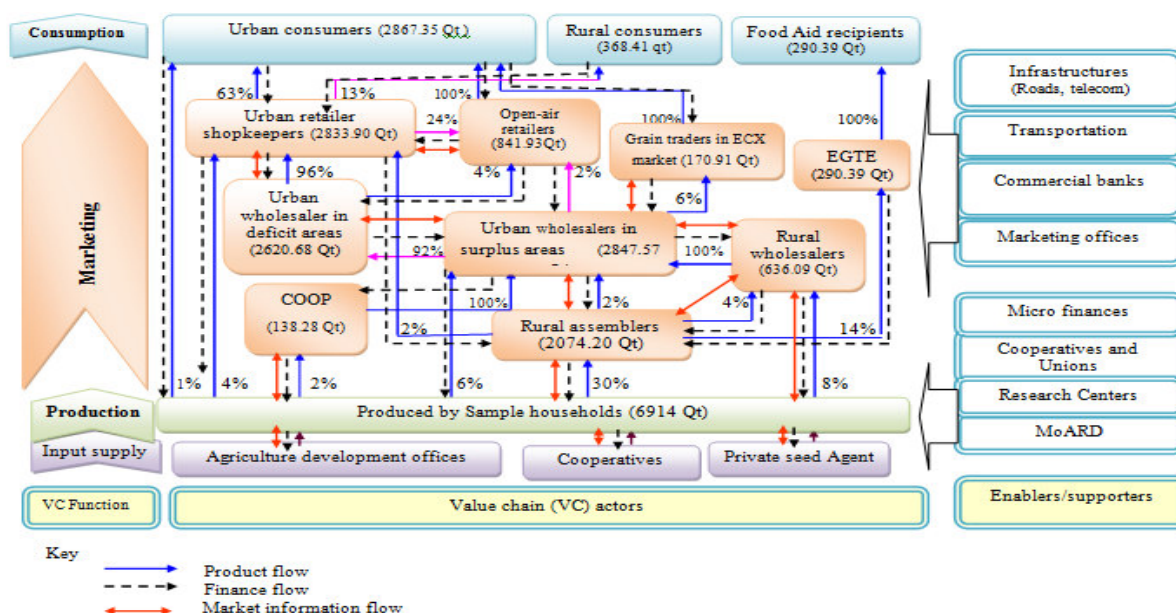 Consumption
Urban consumers (2867.35 Qt)
Rural consumers
(368.41 qt)
Food Aid recipients
(290.39 Qt)
63%
13%
100%
Urban retailer
shopkeepers (2833.90 Qt)
24%
Open-air
retailers
(841.93Qt)
100%
Grain traders in ECX
market (170.91 Qt)
100%
EGTE
(290.39 Qt)
96%
4%
2%
6%
Urban
wholesaler in
deficit areas
(2620.68 Qt)
92%
Urban wholesalers in
surplus areas (2847.57
100%
Rural
wholesalers
(636.09 Qt)
Marketing
COOP
(138.28 Qt)
100%
2%
2%
4%
14%
Rural assemblers
(2074.20 Qt)
1%
4%
2%
6%
30%
8%
Production
Produced by Sample households (6914 Qt)
Input supply
Agriculture development offices
Cooperatives
Private seed Agent
VC Function
Value chain (VC) actors
Infrastructures
(Roads, telecom)
Transportation
Commercial banks
Marketing offices
Micro finances
Cooperatives and
Unions
Research Centers
MoARD
Enablers/supporters
Key
Product flow
Finance flow
Market information flow